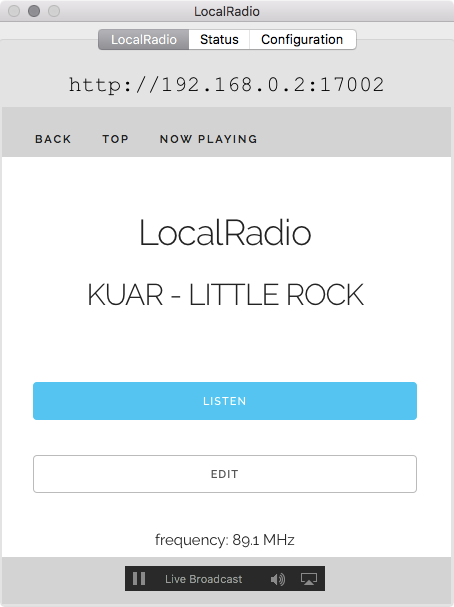 LocalRadio
LocalRadio Status Configuration
http://192.168.0.2:17002
BACK TOP NOW PLAYING
LocalRadio
KUAR - LITTLE ROCK
LISTEN
EDIT
frequency: 89.1 MHz
Live Broadcast